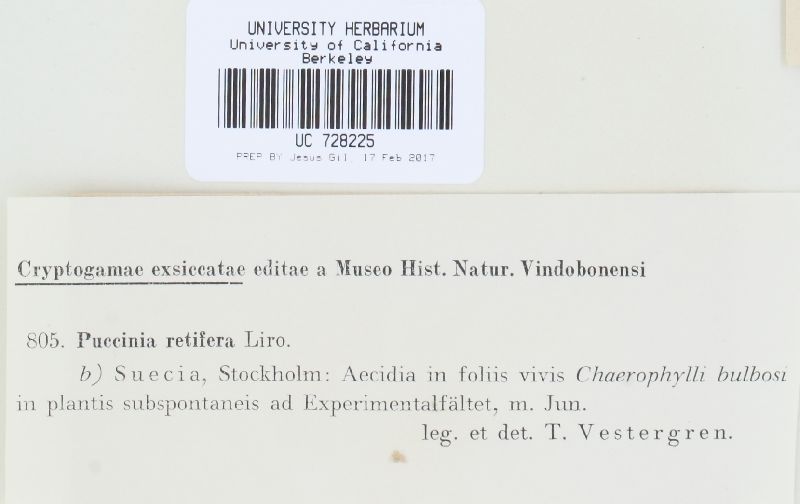 UNIVERSITY HERBARIUM
University of California
Berkeley
UC 728225
PREP. BY Jesus Gil, 17 Feb 2017
Cryptogamae exsiccatae editae a Museo Hist. Natur. Vindobonensi
805. Puccinia retifera Liro.
b) Suecia, Stockholm: Aecidia in foliis vivis Chaerophylli bulbosi
in plantis subspontaneis ad Experimentalfältet, m. Jun.
leg. et det. T. Vestergren.